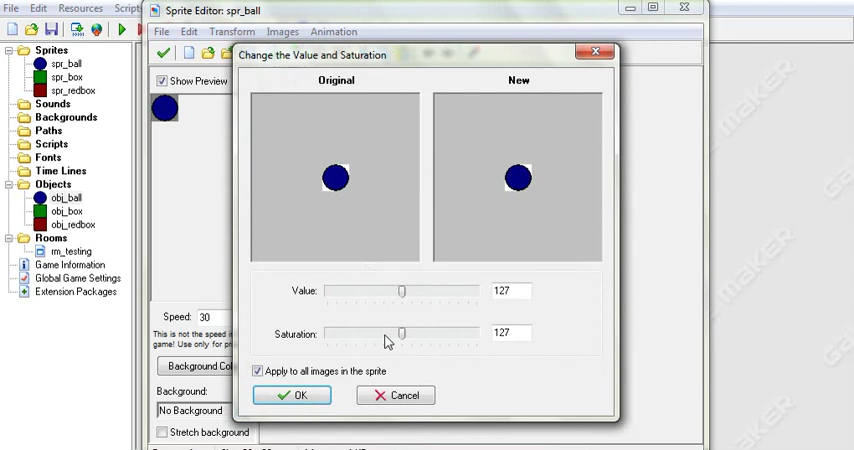 File Edit Resources Scripts
Sprite Editor: spr_ball
File Edit Transform Images Animation
Sprites
spr_ball
spr_box
spr_redbox
Sounds
Backgrounds
Paths
Scripts
Fonts
Time Lines
Objects
obj_ball
obj_box
obj_redbox
Rooms
rm_testing
Game Information
Global Game Settings
Extension Packages
Show Preview
Speed: 30
This is not the speed i
game! Use only for pr
Background Col
Background:
No Background
Stretch background
Change the Value and Saturation
Original New
Value: 127
Saturation: 127
Apply to all images in the sprite
OK Cancel
MAKER
MAKER